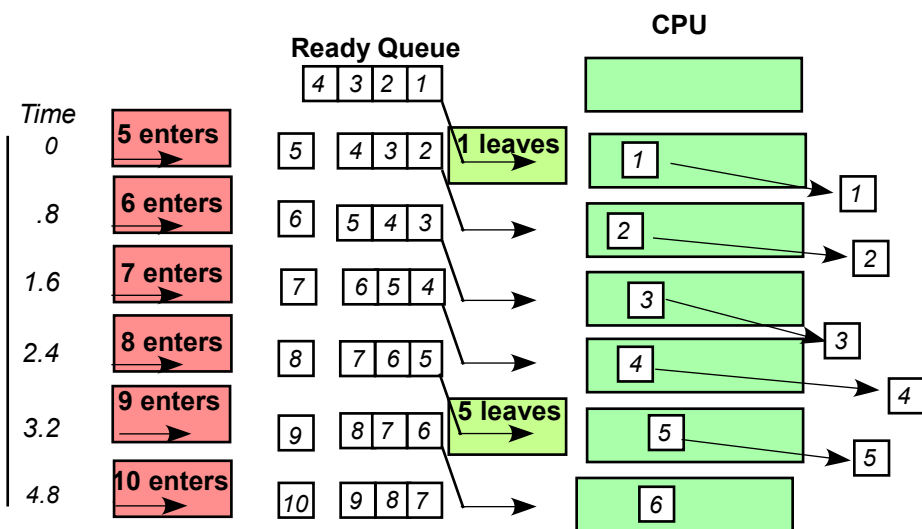 CPU
Ready Queue
4 3 2 1
Time
0 5 enters 5 4 3 2 1 leaves 1 1
.8 6 enters 6 5 4 3 2 2
1.6 7 enters 7 6 5 4 3 3
2.4 8 enters 8 7 6 5 4 4
3.2 9 enters 9 8 7 6 5 leaves 5 5
4.8 10 enters 10 9 8 7 6